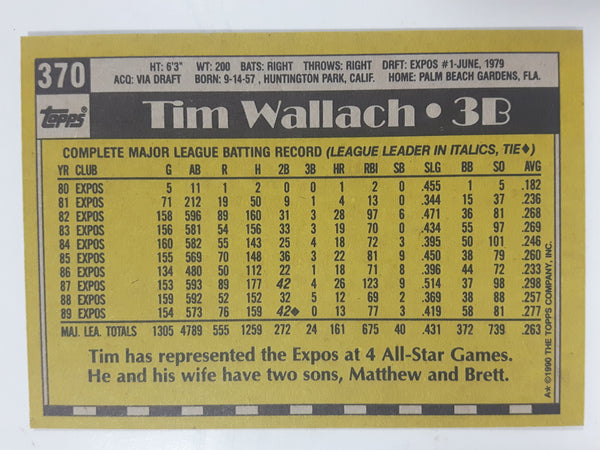 370
HT: 6'3" WT: 200 BATS: RIGHT THROWS: RIGHT DRFT: EXPOS #1-JUNE, 1979
ACQ: VIA DRAFT BORN: 9-14-57, HUNTINGTON PARK, CALIF. HOME: PALM BEACH GARDENS, FLA.
Topps®
Tim Wallach • 3B
COMPLETE MAJOR LEAGUE BATTING RECORD (LEAGUE LEADER IN ITALICS, TIE♦)
YR CLUB G AB R H 2B 3B HR RBI SB SLG BB SO AVG
80 EXPOS 5 11 1 2 0 0 1 2 0 .455 1 5 .182
81 EXPOS 71 212 19 50 9 1 4 13 0 .344 15 37 .236
82 EXPOS 158 596 89 160 31 3 28 97 6 .471 36 81 .268
83 EXPOS 156 581 54 156 33 3 19 70 0 .434 55 97 .269
84 EXPOS 160 582 55 143 25 4 18 72 3 .395 50 101 .246
85 EXPOS 155 569 70 148 36 3 22 81 9 .450 38 79 .260
86 EXPOS 134 480 50 112 22 1 18 71 8 .396 44 72 .233
87 EXPOS 153 593 89 177 42 4 26 123 9 .514 37 98 .298
88 EXPOS 159 592 52 152 32 5 12 69 2 .389 38 88 .257
89 EXPOS 154 573 76 159 42♦ 0 13 77 3 .419 58 81 .277
MAJ. LEA. TOTALS 1305 4789 555 1259 272 24 161 675 40 .431 372 739 .263
Tim has represented the Expos at 4 All-Star Games.
He and his wife have two sons, Matthew and Brett.
A★©1990 THE TOPPS COMPANY, INC.